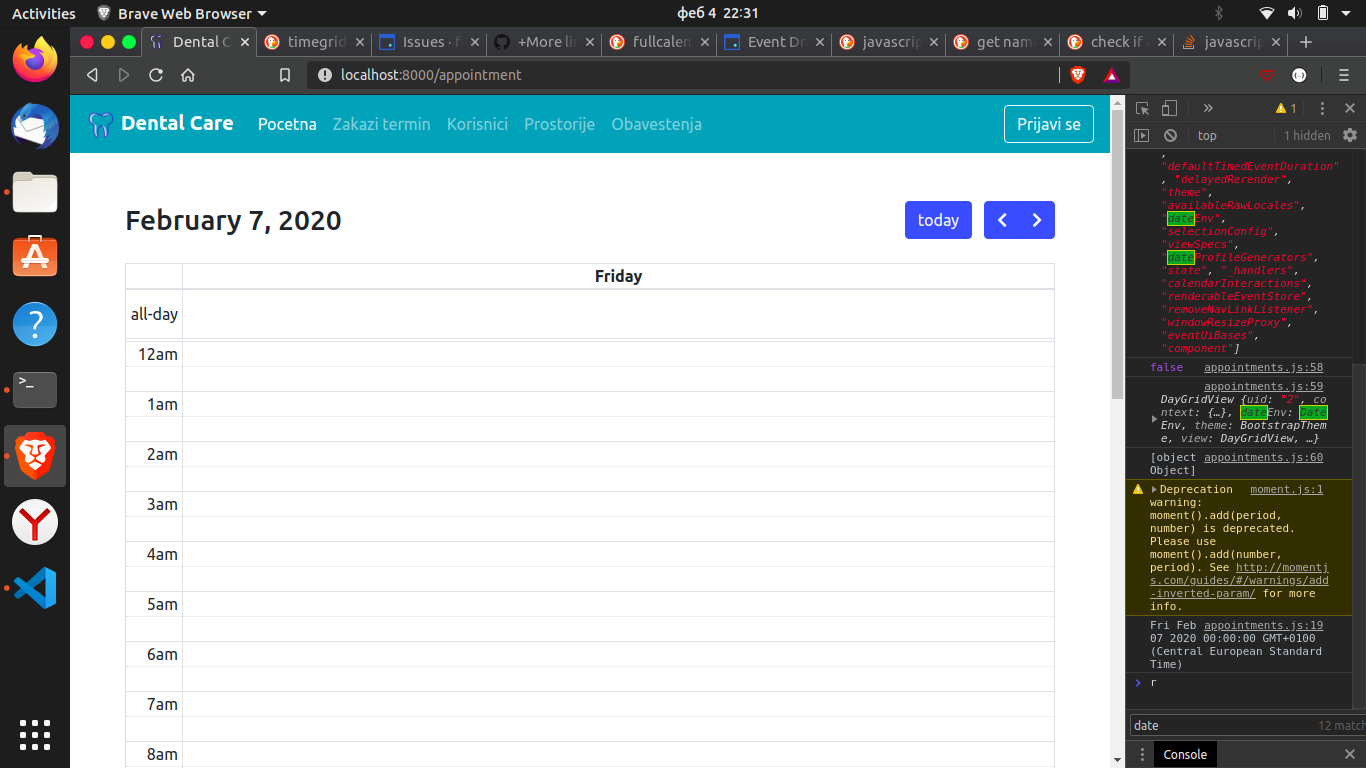 Activities
Brave Web Browser
феб 4 22:31
Dental C
timegrid
Issues · f
+More li
fullcalen
Event Dr
javascrip
get nam
check if
javascrip
localhost:8000/appointment
Dental Care
Pocetna
Zakazi termin
Korisnici
Prostorije
Obavestenja
Prijavi se
February 7, 2020
today
Friday
all-day
12am
1am
2am
3am
4am
5am
6am
7am
8am
1
top
1 hidden
,
"defaultTimedEventDuration"
, "delayedRerender",
"theme",
"availableRawLocales",
"dateEnv",
"selectionConfig",
"viewSpecs",
"dateProfileGenerators",
"state", "_handlers",
"calendarInteractions",
"renderableEventStore",
"removeNavLinkListener",
"windowResizeProxy",
"eventUiBases",
"component"]
false appointments.js:58
appointments.js:59
DayGridView {uid: "2", co
ntext: {…}, dateEnv: Date
Env, theme: BootstrapThem
e, view: DayGridView, …}
[object appointments.js:60
Object]
Deprecation moment.js:1
warning:
moment().add(period,
number) is deprecated.
Please use
moment().add(number,
period). See http://momentj
s.com/guides/#/warnings/add
-inverted-param/ for more
info.
Fri Feb appointments.js:19
07 2020 00:00:00 GMT+0100
(Central European Standard
Time)
r
date
12 match
Console